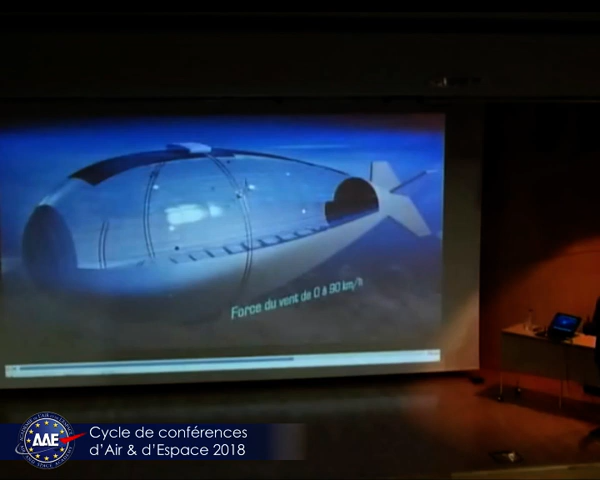 Force du vent de 0 à 90 km/h
AAE
Cycle de conférences
d'Air & d'Espace 2018